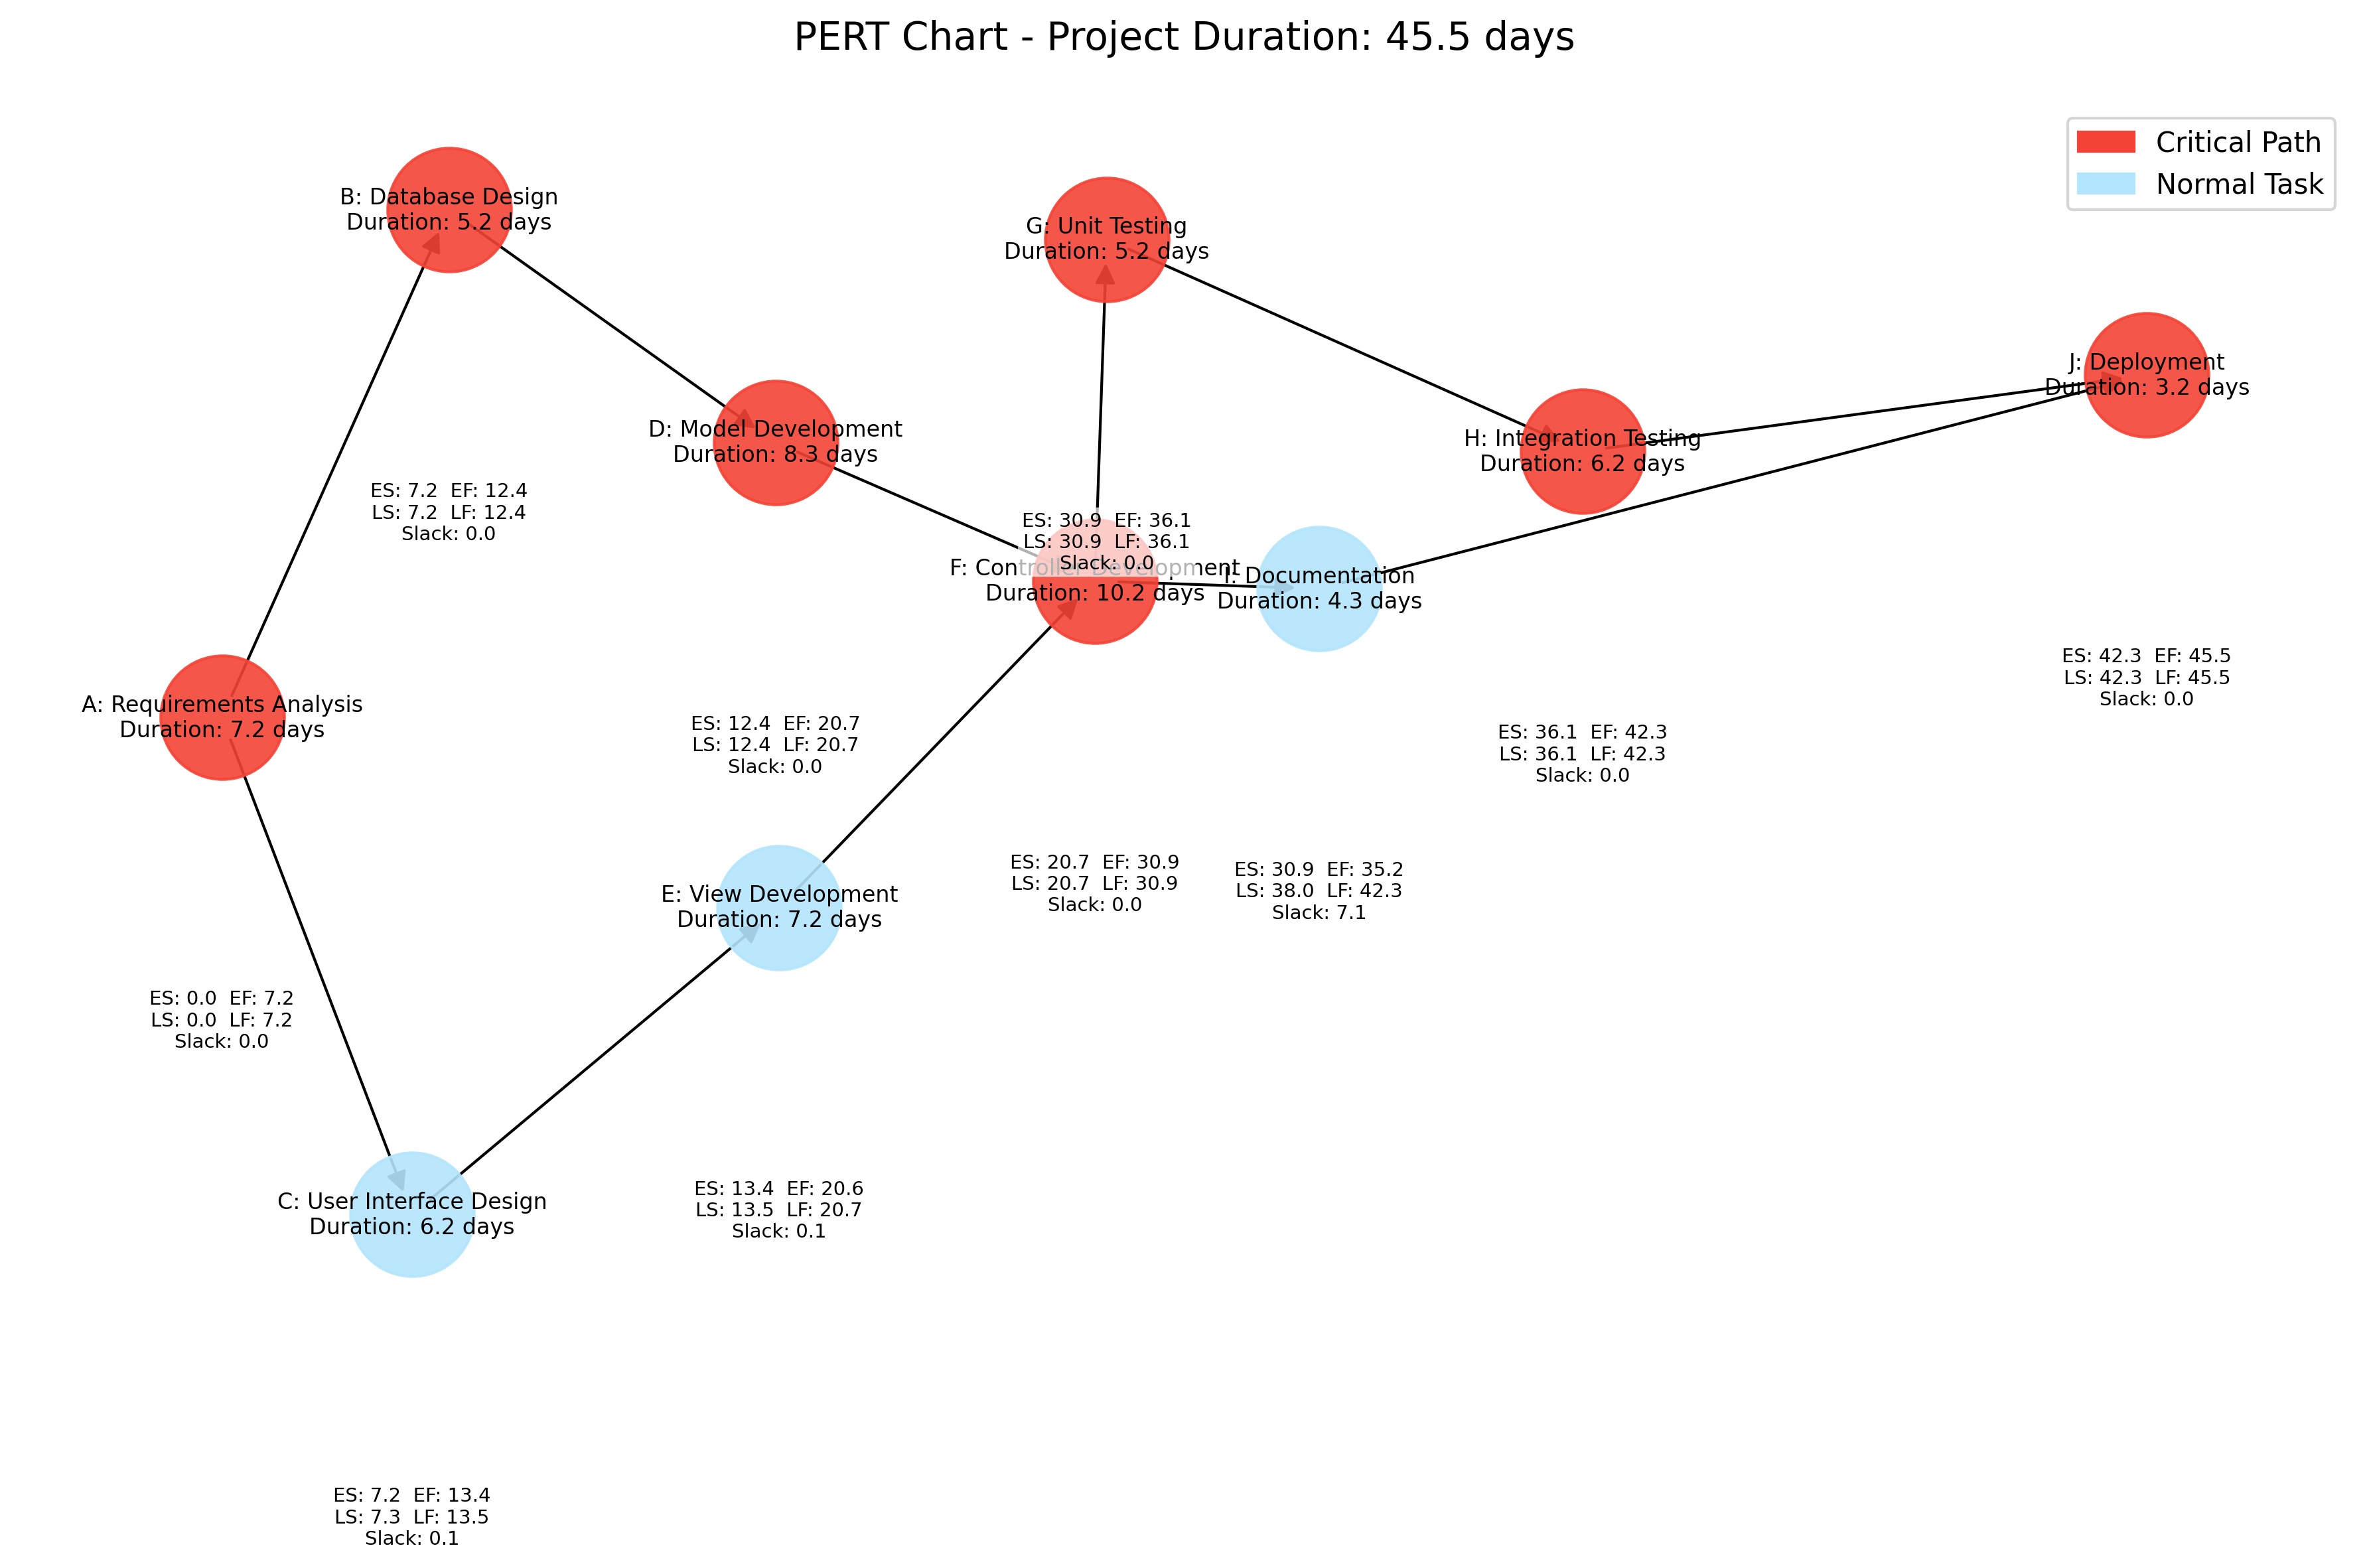 PERT Chart - Project Duration: 45.5 days
Critical Path
Normal Task
B: Database Design
Duration: 5.2 days
G: Unit Testing
Duration: 5.2 days
J: Deployment
Duration: 3.2 days
D: Model Development
Duration: 8.3 days
H: Integration Testing
Duration: 6.2 days
ES: 7.2 EF: 12.4
LS: 7.2 LF: 12.4
Slack: 0.0
ES: 30.9 EF: 36.1
LS: 30.9 LF: 36.1
Slack: 0.0
F: Controller Development
Duration: 10.2 days
I: Documentation
Duration: 4.3 days
ES: 42.3 EF: 45.5
LS: 42.3 LF: 45.5
Slack: 0.0
A: Requirements Analysis
Duration: 7.2 days
ES: 12.4 EF: 20.7
LS: 12.4 LF: 20.7
Slack: 0.0
ES: 36.1 EF: 42.3
LS: 36.1 LF: 42.3
Slack: 0.0
E: View Development
Duration: 7.2 days
ES: 20.7 EF: 30.9
LS: 20.7 LF: 30.9
Slack: 0.0
ES: 30.9 EF: 35.2
LS: 38.0 LF: 42.3
Slack: 7.1
ES: 0.0 EF: 7.2
LS: 0.0 LF: 7.2
Slack: 0.0
C: User Interface Design
Duration: 6.2 days
ES: 13.4 EF: 20.6
LS: 13.5 LF: 20.7
Slack: 0.1
ES: 7.2 EF: 13.4
LS: 7.3 LF: 13.5
Slack: 0.1